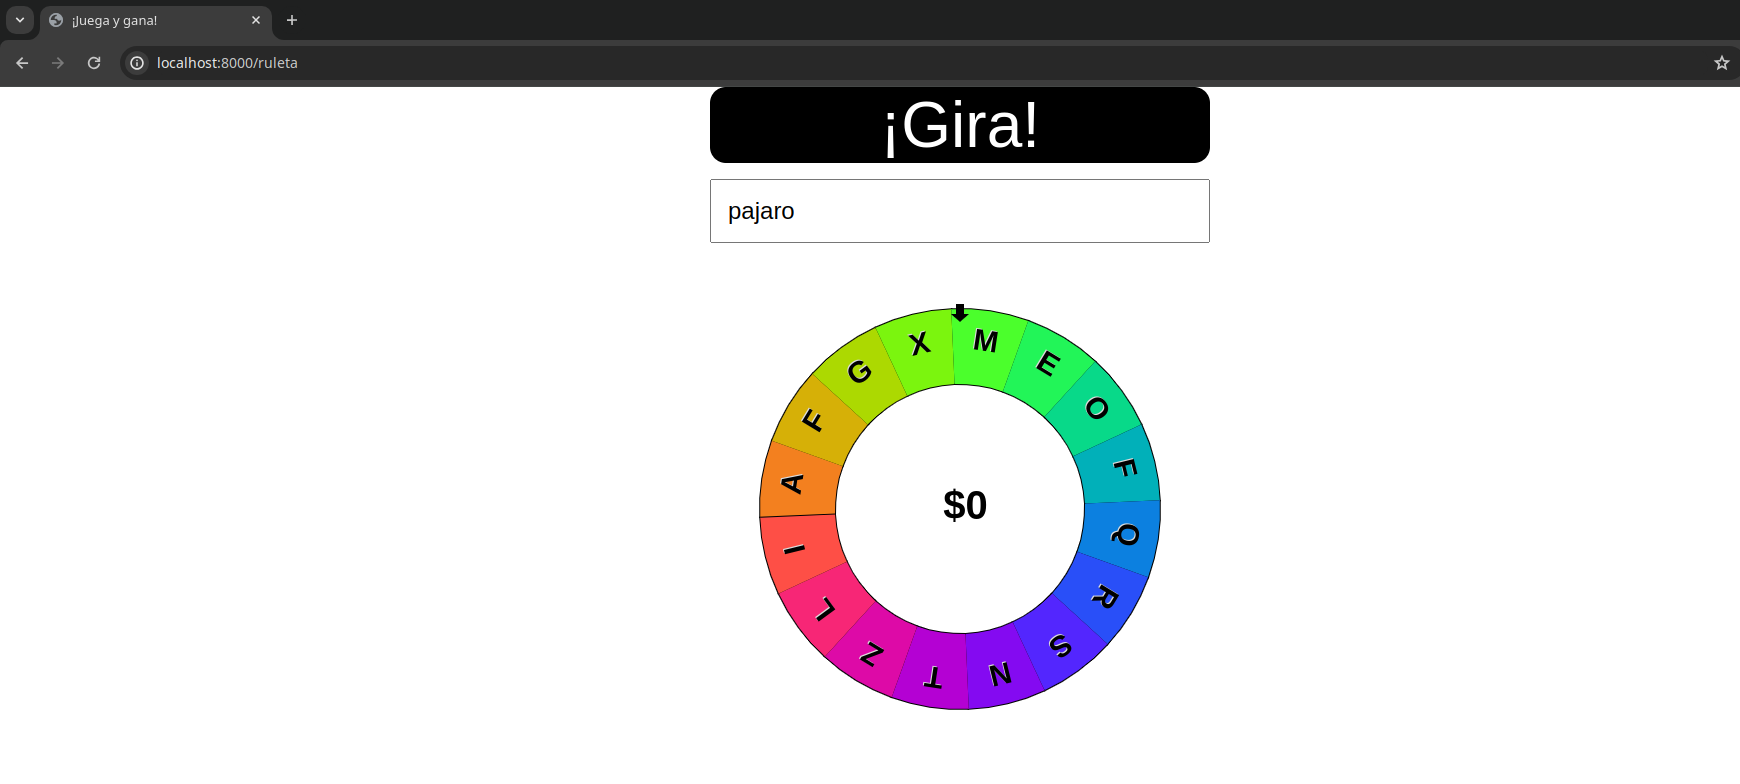 ¡Juega y gana!
localhost:8000/ruleta
¡Gira!
pajaro
M
E
O
F
Q
R
S
N
T
Z
L
I
A
F
G
X
$0